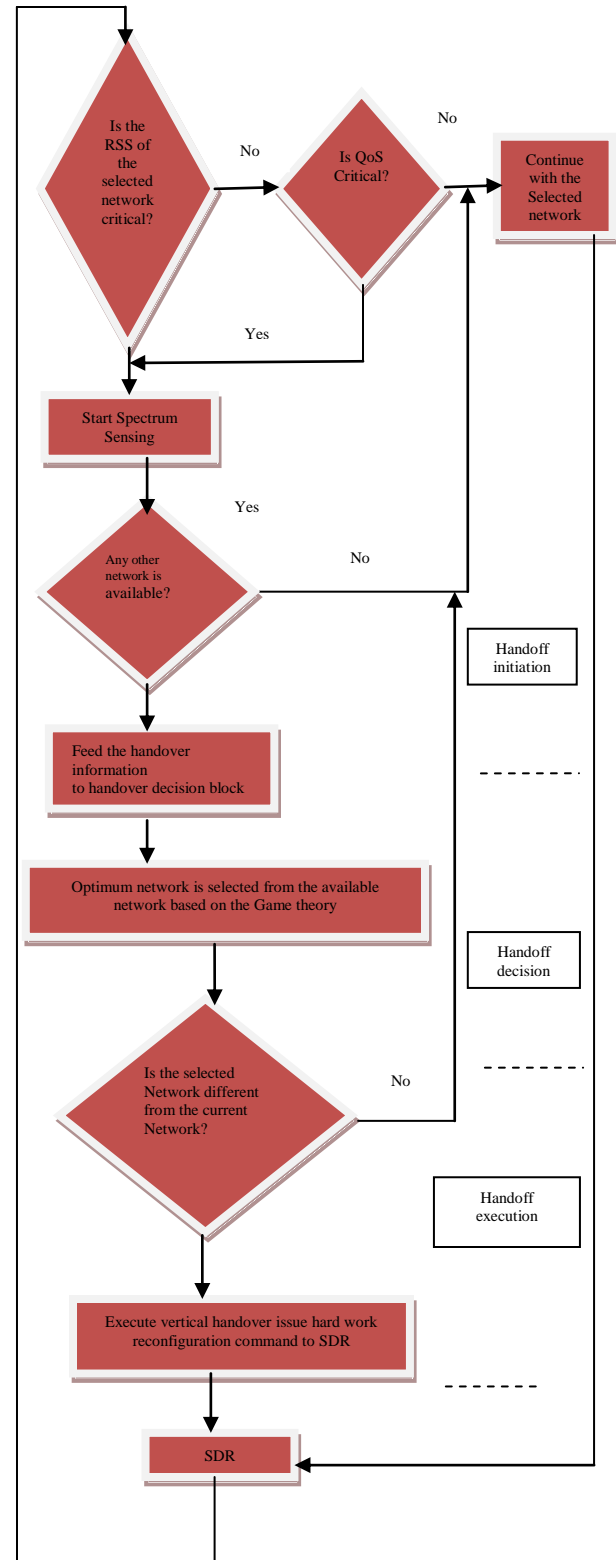 Is the
RSS of
the
selected
network
critical?
No
Is QoS
Critical?
No
Continue
with the
Selected
network
Yes
Start Spectrum
Sensing
Yes
Any other
network is
available?
No
Handoff
initiation
Feed the handover
information
to handover decision block
Optimum network is selected from the available
network based on the Game theory
Handoff
decision
Is the selected
Network different
from the current
Network?
No
Handoff
execution
Execute vertical handover issue hard work
reconfiguration command to SDR
SDR